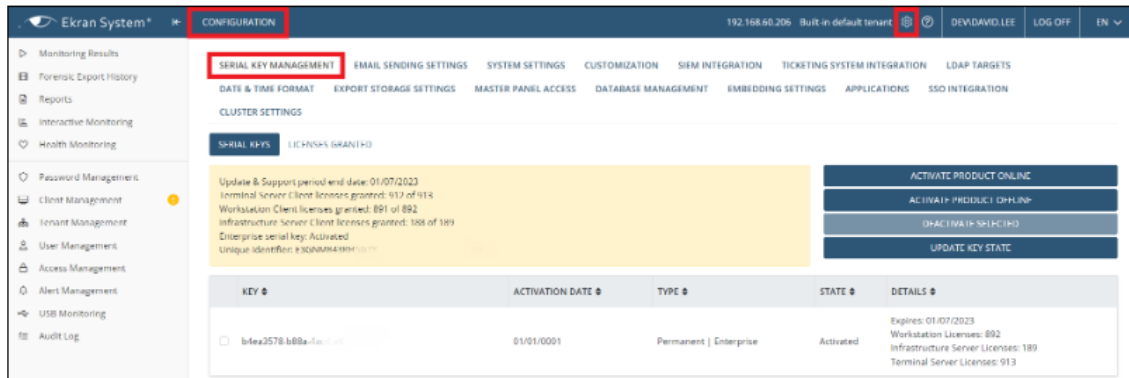 Ekran System®
CONFIGURATION
192.168.60.206 Built-in default tenant
DEV\DAVID.LEE
LOG OFF
EN
Monitoring Results
Forensic Export History
Reports
Interactive Monitoring
Health Monitoring
Password Management
Client Management
Tenant Management
User Management
Access Management
Alert Management
USB Monitoring
Audit Log
SERIAL KEY MANAGEMENT EMAIL SENDING SETTINGS SYSTEM SETTINGS CUSTOMIZATION SIEM INTEGRATION TICKETING SYSTEM INTEGRATION LDAP TARGETS
DATE & TIME FORMAT EXPORT STORAGE SETTINGS MASTER PANEL ACCESS DATABASE MANAGEMENT EMBEDDING SETTINGS APPLICATIONS SSO INTEGRATION
CLUSTER SETTINGS
SERIAL KEYS LICENSES GRANTED
Update & Support period end date: 01/07/2023
Terminal Server Client licenses granted: 912 of 913
Workstation Client licenses granted: 891 of 892
Infrastructure Server Client licenses granted: 188 of 189
Enterprise serial key: Activated
Unique Identifier:
ACTIVATE PRODUCT ONLINE
ACTIVATE PRODUCT OFFLINE
DEACTIVATE SELECTED
UPDATE KEY STATE
KEY ACTIVATION DATE TYPE STATE DETAILS
b4ea3578-b88a-4a 01/01/0001 Permanent | Enterprise Activated
Expires: 01/07/2023
Workstation Licenses: 892
Infrastructure Server Licenses: 189
Terminal Server Licenses: 913